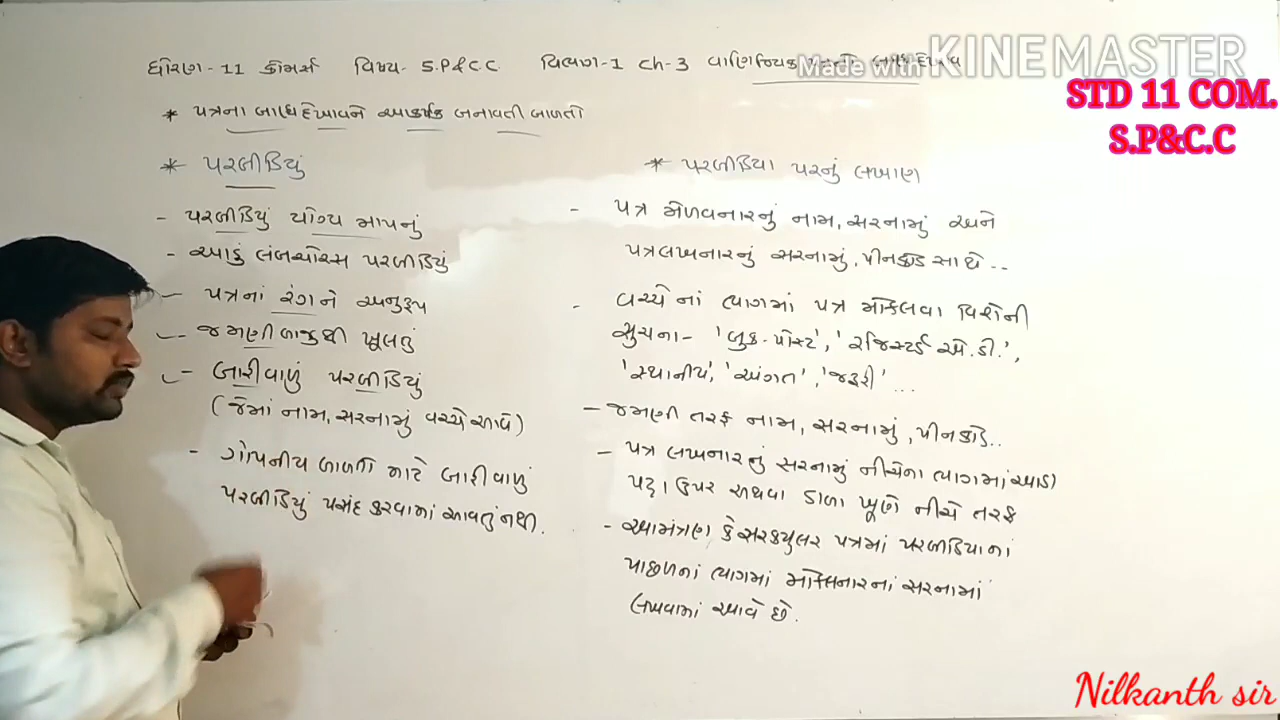 ધોરણ-11 કોમર્સ વિષય- S.P&C.C વિભાગ-1 Ch-3 વાણિજ્યિક
Made with KINEMASTER
STD 11 COM.
S.P&C.C
* પત્રના બાહ્ય દેખાવને આકર્ષક બનાવતી બાબતો
* પરબીડિયું
- પરબીડિયું યોગ્ય માપનું
- આડું લંબચોરસ પરબીડિયું
- પત્રનાં રંગને અનુરૂપ
- જમણી બાજુથી ખૂલતું
- બારીવાળું પરબીડિયું
(જેમાં નામ, સરનામું વચ્ચે આવે)
- ગોપનીય બાબતો માટે બારીવાળું
પરબીડિયું પસંદ કરવામાં આવતું નથી.
* પરબીડિયા પરનું લખાણ
- પત્ર મેળવનારનું નામ, સરનામું અને
પત્રલખનારનું સરનામું, પીનકોડ સાથે..
- વચ્ચેનાં ભાગમાં પત્ર મોકલવા વિશેની
સુચના- 'બુક-પોસ્ટ', 'રજિસ્ટર્ડ એ.ડી.',
'સ્થાનીય', 'અંગત', 'જરૂરી' ...
- જમણી તરફ નામ, સરનામું, પીનકોડ..
- પત્ર લખનારનું સરનામું નીચેના ભાગમાં આડા
પટ્ટા ઉપર અથવા ડાબા ખૂણે નીચે તરફ
- આમંત્રણ કે સરક્યુલર પત્રમાં પરબીડિયાનાં
પાછળનાં ભાગમાં મોકલનારનાં સરનામાં
લખવામાં આવે છે.
Nilkanth sir